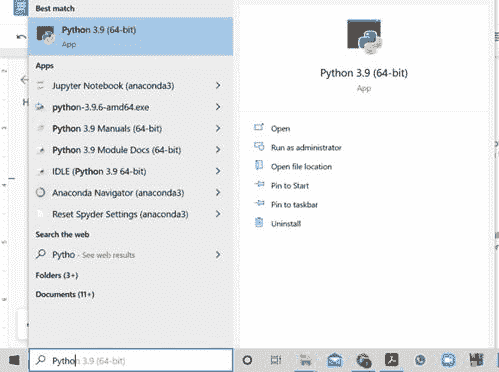 Best match
Python 3.9 (64-bit)
App
Apps
Jupyter Notebook (anaconda3)
python-3.9.6-amd64.exe
Python 3.9 Manuals (64-bit)
Python 3.9 Module Docs (64-bit)
IDLE (Python 3.9 64-bit)
Anaconda Navigator (anaconda3)
Reset Spyder Settings (anaconda3)
Search the web
Pytho - See web results
Folders (3+)
Documents (11+)
Python 3.9 (64-bit)
Python 3.9 (64-bit)
App
Open
Run as administrator
Open file location
Pin to Start
Pin to taskbar
Uninstall